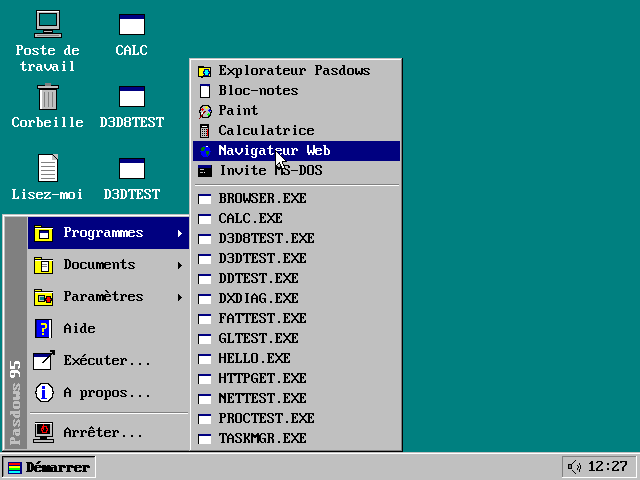 Poste de
travail
CALC
Corbeille
D3D8TEST
Lisez-moi
D3DTEST
Explorateur Pasdows
Bloc-notes
Paint
Calculatrice
Navigateur Web
Invite MS-DOS
BROWSER.EXE
CALC.EXE
D3D8TEST.EXE
D3DTEST.EXE
DDTEST.EXE
DXDIAG.EXE
FATTEST.EXE
GLTEST.EXE
HELLO.EXE
HTTPGET.EXE
NETTEST.EXE
PROCTEST.EXE
TASKMGR.EXE
Programmes
Documents
Paramètres
Aide
Exécuter...
A propos...
Arrêter...
Pasdows 95
Démarrer
12:27